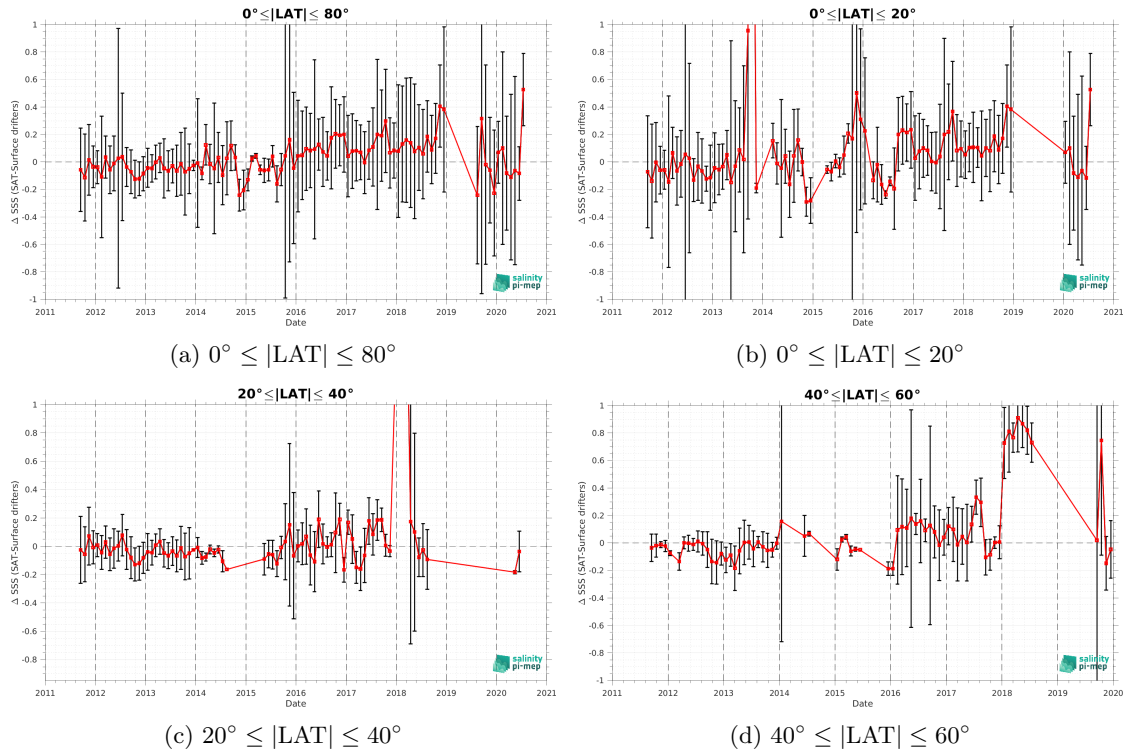 0°≤|LAT|≤ 80°
Δ SSS (SAT-Surface drifters)
1
0.8
0.6
0.4
0.2
0
-0.2
-0.4
-0.6
-0.8
-1
2011 2012 2013 2014 2015 2016 2017 2018 2019 2020 2021
Date
salinity
pi-mep
(a) 0° ≤ |LAT| ≤ 80°
0°≤|LAT|≤ 20°
Δ SSS (SAT-Surface drifters)
1
0.8
0.6
0.4
0.2
0
-0.2
-0.4
-0.6
-0.8
-1
2011 2012 2013 2014 2015 2016 2017 2018 2019 2020 2021
Date
salinity
pi-mep
(b) 0° ≤ |LAT| ≤ 20°
20°≤|LAT|≤ 40°
Δ SSS (SAT-Surface drifters)
1
0.8
0.6
0.4
0.2
0
-0.2
-0.4
-0.6
-0.8
2011 2012 2013 2014 2015 2016 2017 2018 2019 2020 2021
Date
salinity
pi-mep
(c) 20° ≤ |LAT| ≤ 40°
40°≤|LAT|≤ 60°
Δ SSS (SAT-Surface drifters)
1
0.8
0.6
0.4
0.2
0
-0.2
-0.4
-0.6
-0.8
-1
2011 2012 2013 2014 2015 2016 2017 2018 2019 2020
Date
salinity
pi-mep
(d) 40° ≤ |LAT| ≤ 60°